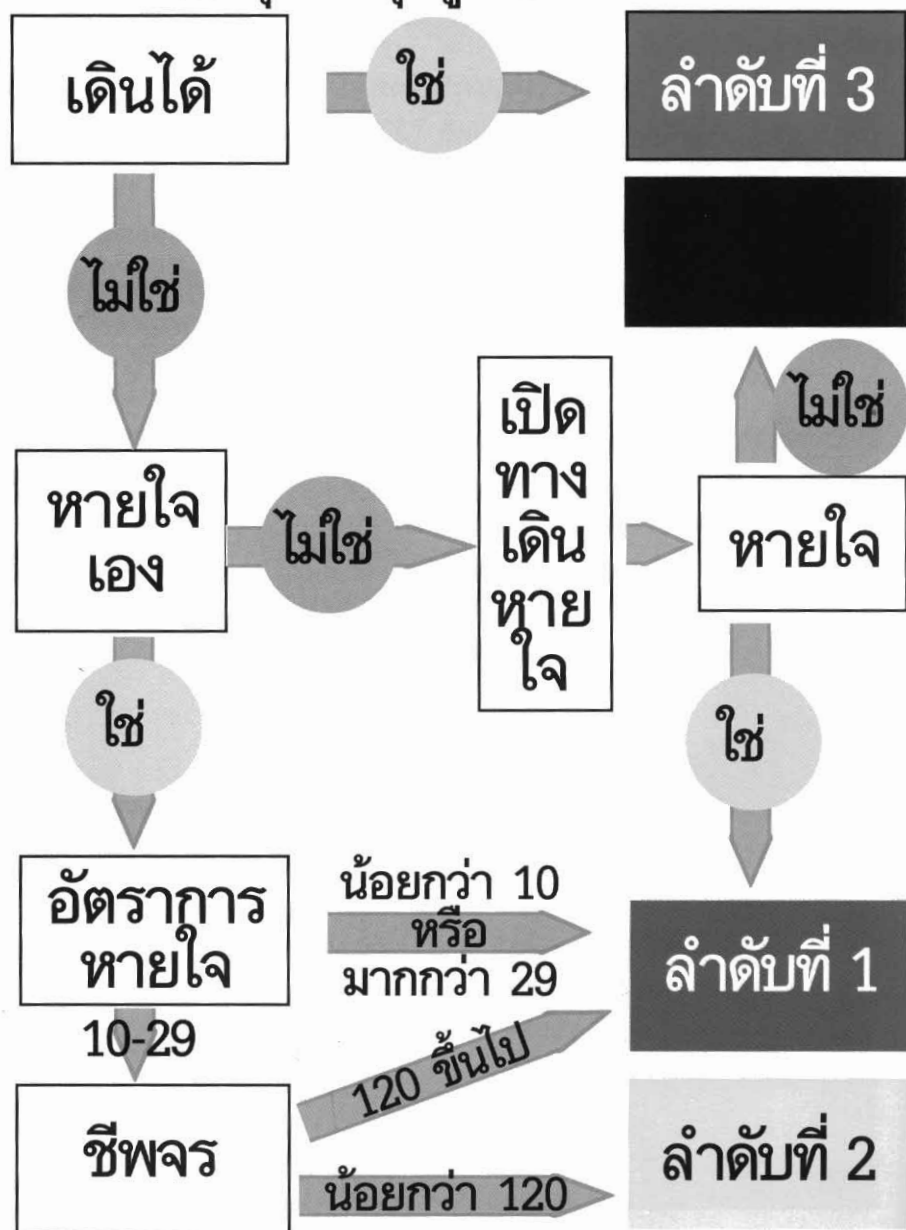 เดินได้
ใช่
ลำดับที่ 3
ไม่ใช่
หายใจ
เอง
ไม่ใช่
เปิด
ทาง
เดิน
หาย
ใจ
หายใจ
ไม่ใช่
ใช่
ใช่
อัตราการ
หายใจ
น้อยกว่า 10
หรือ
มากกว่า 29
ลำดับที่ 1
10-29
120 ขึ้นไป
ชีพจร
น้อยกว่า 120
ลำดับที่ 2